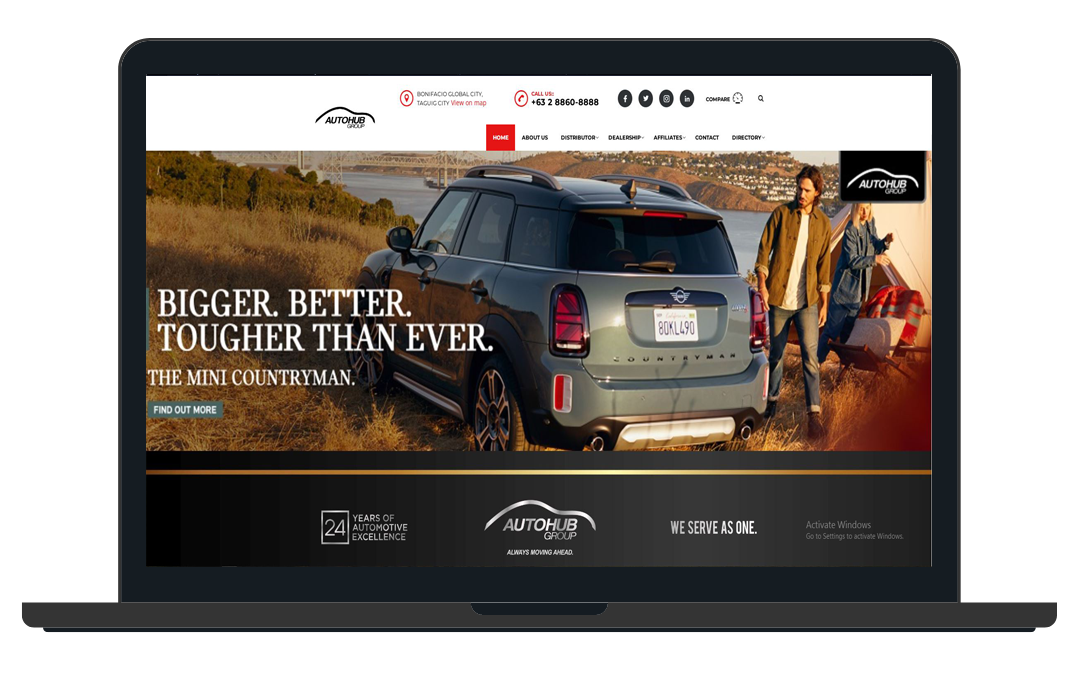 BONIFACIO GLOBAL CITY,
TAGUIG CITY View on map
CALL US:
+63 2 8860-8888
COMPARE
AUTOHUB
GROUP
HOME ABOUT US DISTRIBUTOR DEALERSHIP AFFILIATES CONTACT DIRECTORY
AUTOHUB
GROUP
BIGGER. BETTER.
TOUGHER THAN EVER.
THE MINI COUNTRYMAN.
FIND OUT MORE
MINI
California
80KL490
COUNTRYMAN
24 YEARS OF
AUTOMOTIVE
EXCELLENCE
AUTOHUB
GROUP
ALWAYS MOVING AHEAD.
WE SERVE AS ONE.
Activate Windows
Go to Settings to activate Windows.